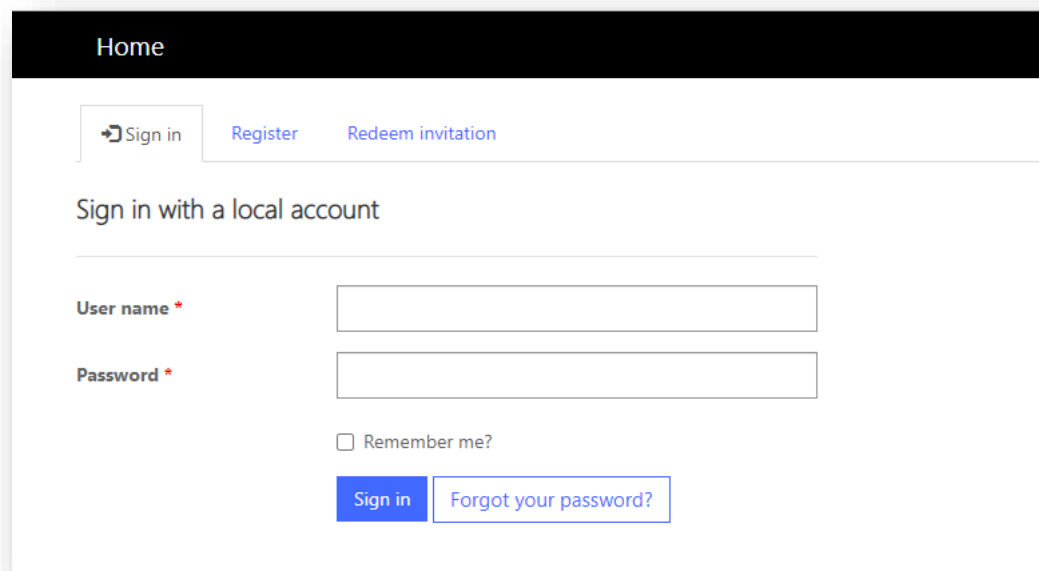 Home
Sign in Register Redeem invitation
Sign in with a local account
User name *
Password *
Remember me?
Sign in Forgot your password?